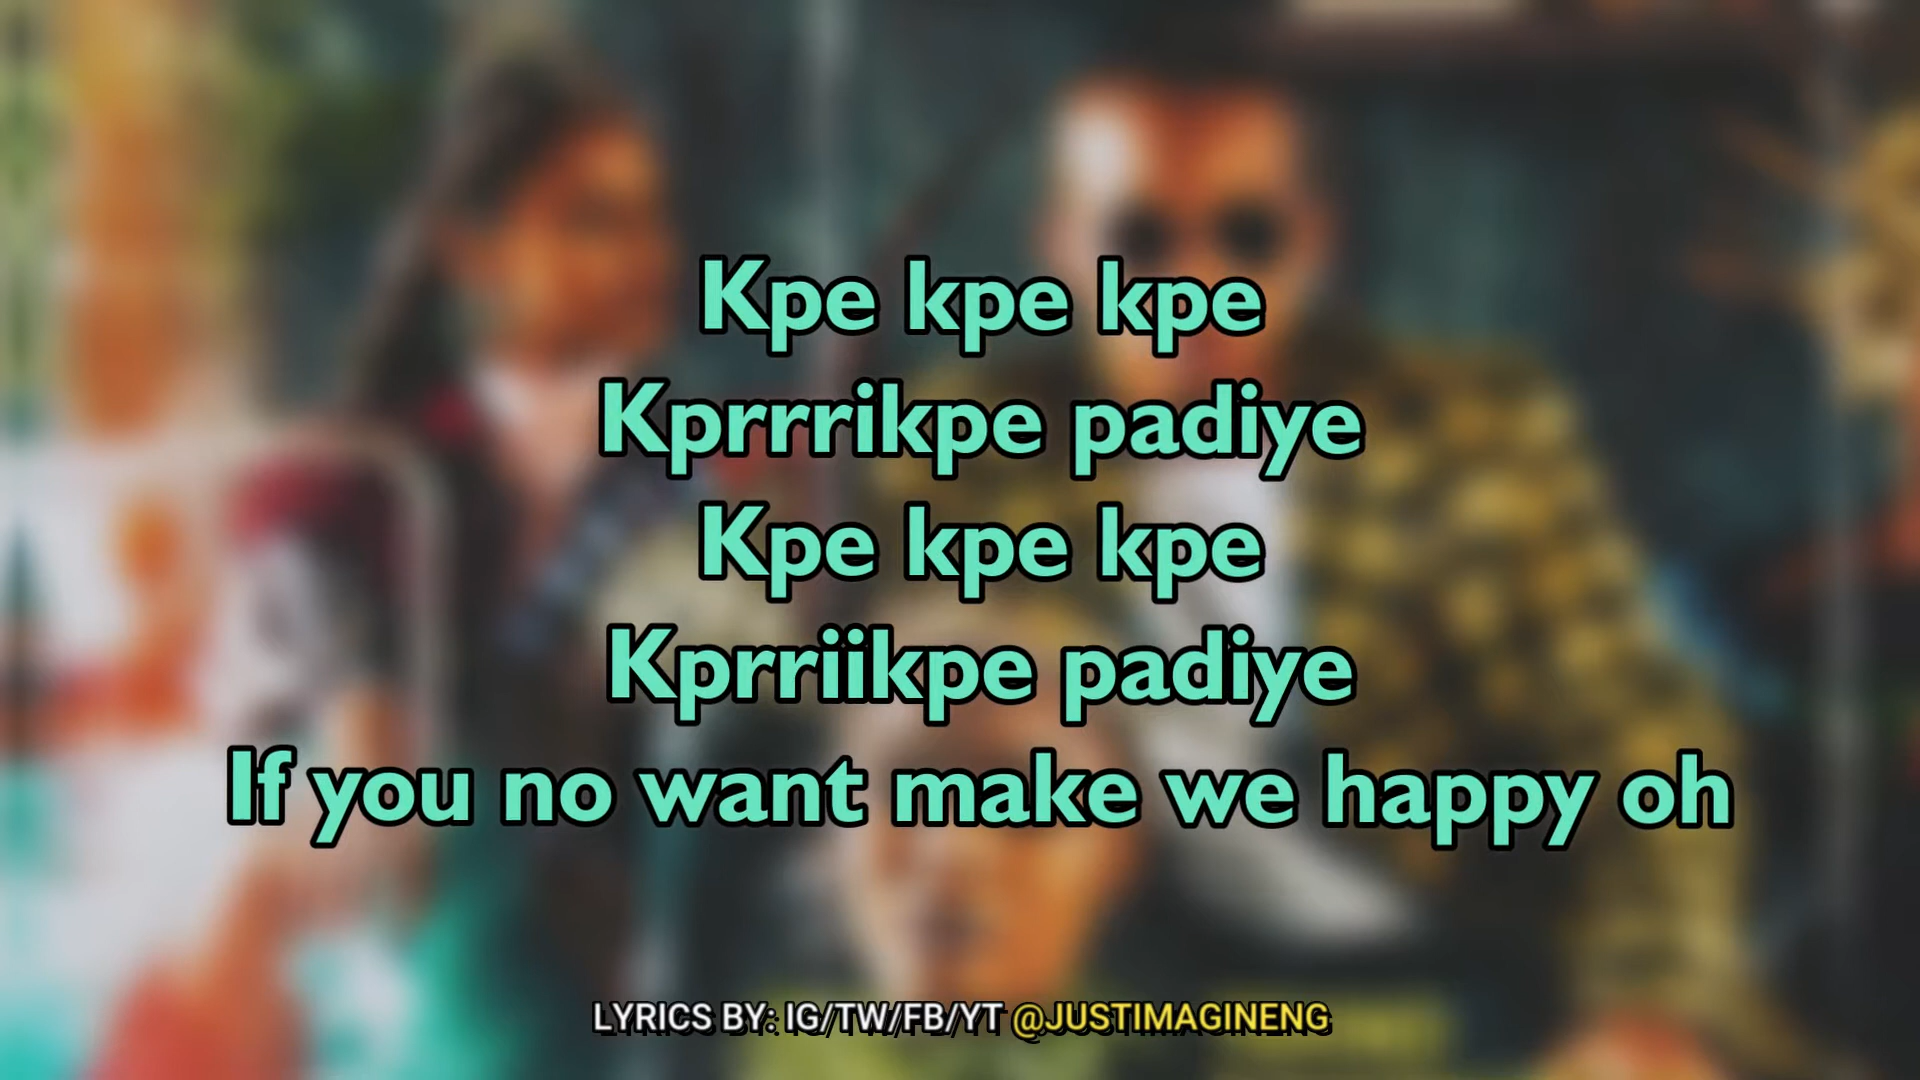 Kpe kpe kpe
Kprrrikpe padiye
Kpe kpe kpe
Kprriikpe padiye
If you no want make we happy oh
LYRICS BY: IG/TW/FB/YT @JUSTIMAGINENG